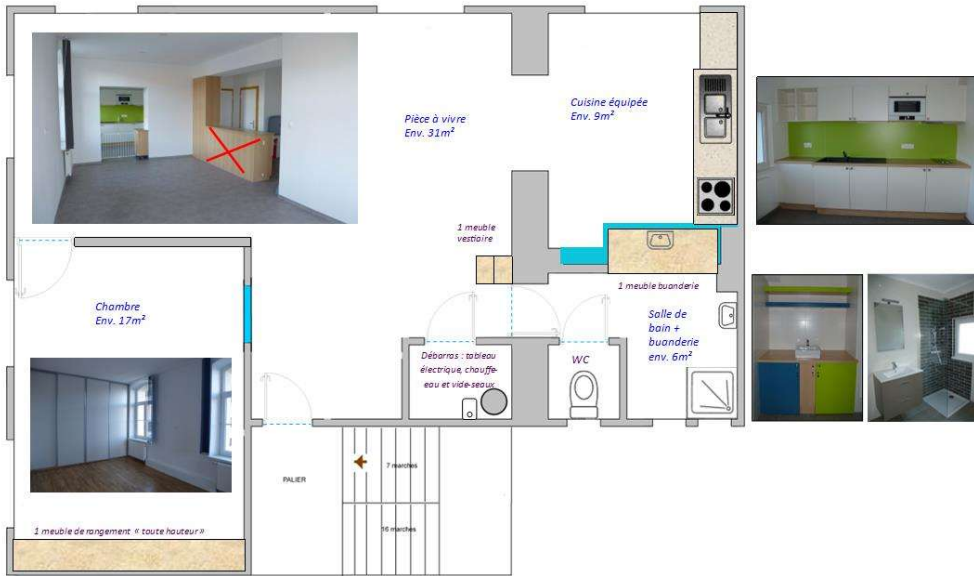 Pièce à vivre
Env. 31m²
Cuisine équipée
Env. 9m²
1 meuble
vestiaire
1 meuble buanderie
Chambre
Env. 17m²
Salle de
bain +
buanderie
env. 6m²
Débarras : tableau
électrique, chauffe-
eau et vide-seaux
WC
PALIER
7 marches
16 marches
1 meuble de rangement « toute hauteur »